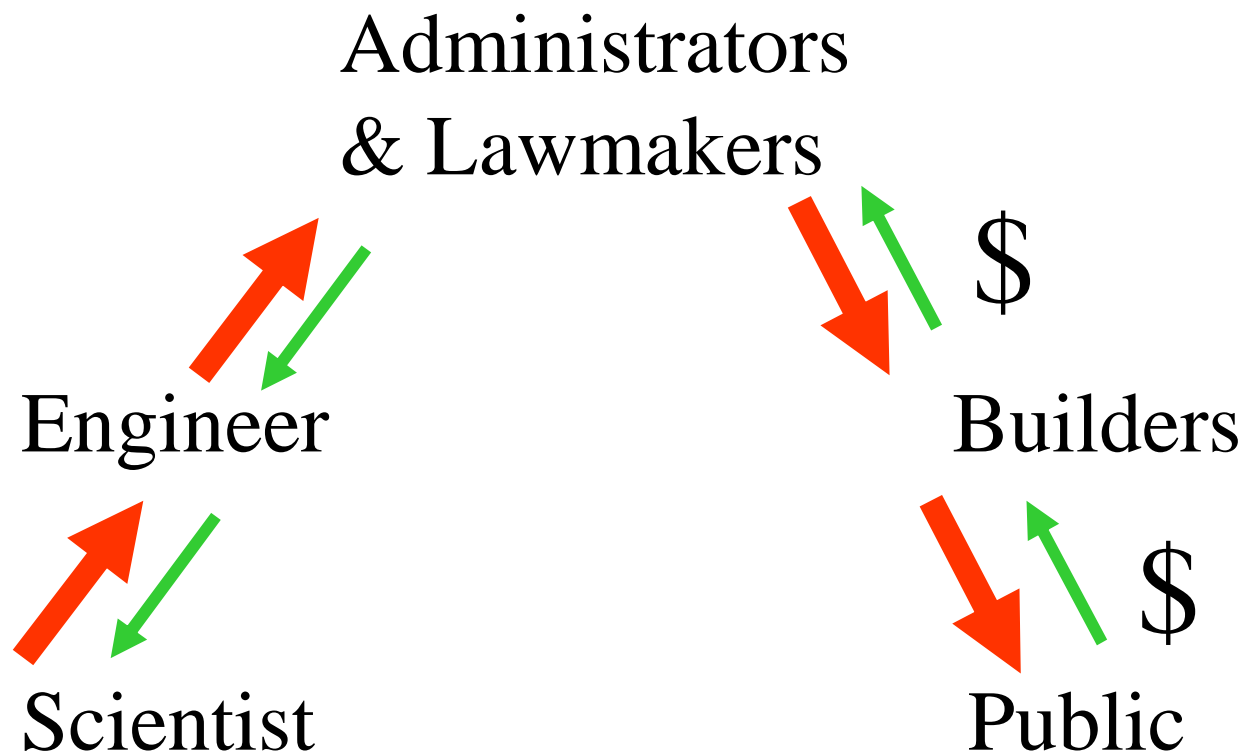 Administrators
& Lawmakers
$
Engineer
Builders
$
Scientist
Public